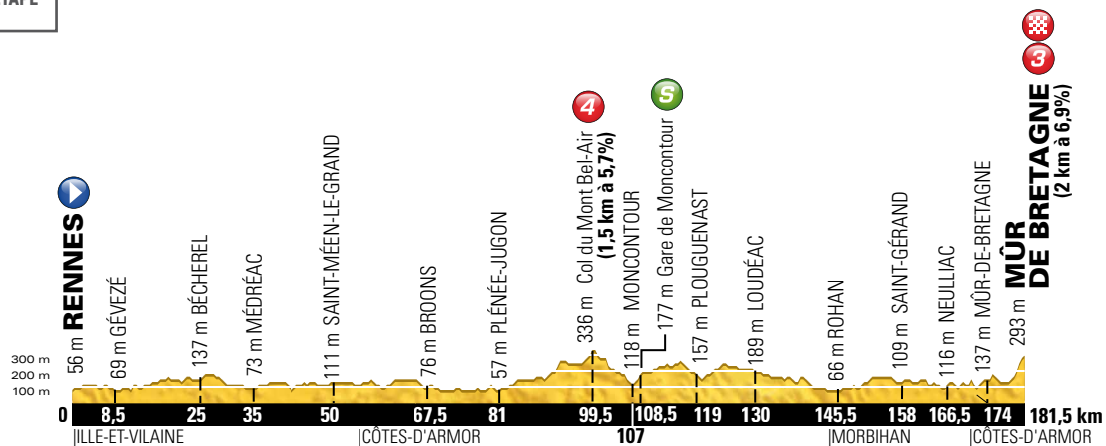 ÉTAPE
56 m RENNES
69 m GÉVEZÉ
137 m BÉCHEREL
73 m MÉDRÉAC
111 m SAINT-MÉEN-LE-GRAND
76 m BROONS
57 m PLÉNÉE-JUGON
4
336 m Col du Mont Bel-Air
(1,5 km à 5,7%)
118 m MONCONTOUR
S
177 m Gare de Moncontour
157 m PLOUGUENAST
189 m LOUDÉAC
66 m ROHAN
109 m SAINT-GÉRAND
116 m NEULLIAC
137 m MÛR-DE-BRETAGNE
3
293 m MÛR
DE BRETAGNE
(2 km à 6,9%)
300 m
200 m
100 m
0 8,5 25 35 50 67,5 81 99,5 108,5 119 130 145,5 158 166,5 174 181,5 km
107
|ILLE-ET-VILAINE |CÔTES-D'ARMOR |MORBIHAN |CÔTES-D'ARMOR